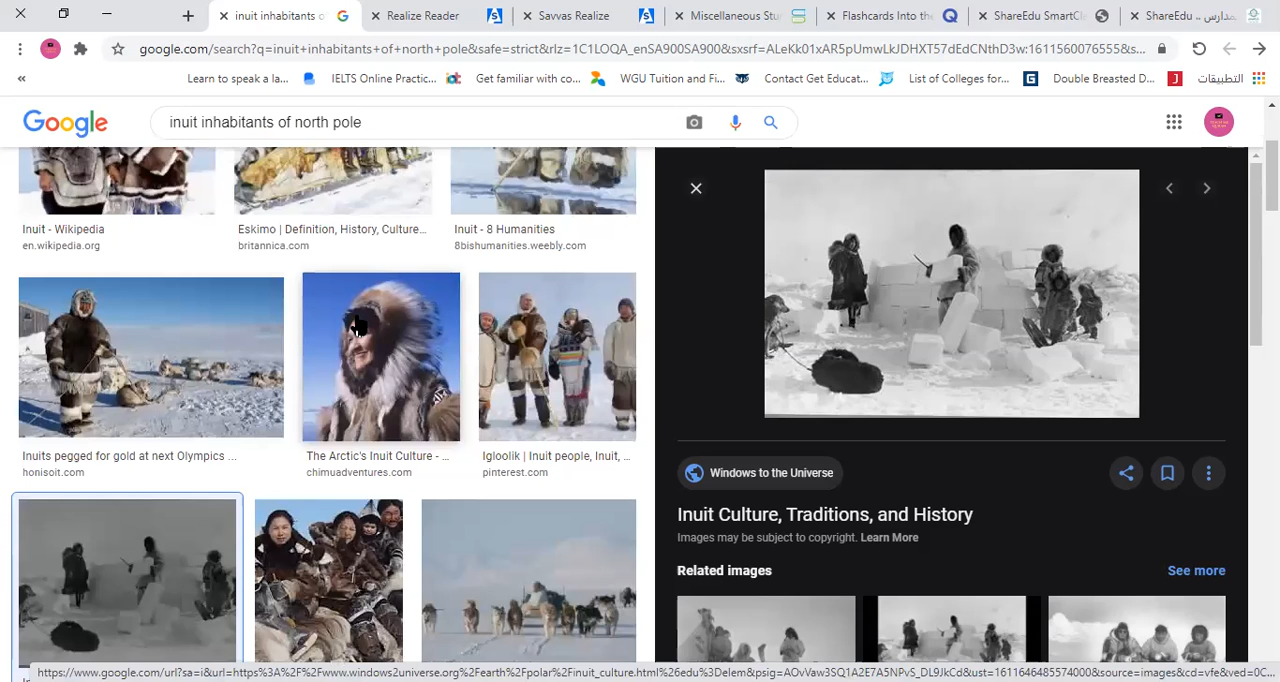 inuit inhabitants of
Realize Reader
Savvas Realize
Miscellaneous Stu
Flashcards Into the
ShareEdu SmartCl
ShareEdu .. مدارس
google.com/search?q=inuit+inhabitants+of+north+pole&safe=strict&rlz=1C1LOQA_enSA900SA900&sxsrf=ALeKk01xAR5pUmwLkJDHXT57dEdCNthD3w:1611560076555&s...
«
Learn to speak a la...
IELTS Online Practic...
Get familiar with co...
WGU Tuition and Fi...
Contact Get Educat...
List of Colleges for...
Double Breasted D...
التطبيقات
Google
inuit inhabitants of north pole
Inuit - Wikipedia
en.wikipedia.org
Eskimo | Definition, History, Culture...
britannica.com
Inuit - 8 Humanities
8bishumanities.weebly.com
Inuits pegged for gold at next Olympics ...
honisoit.com
The Arctic's Inuit Culture - ...
chimuadventures.com
Igloolik | Inuit people, Inuit, ...
pinterest.com
Windows to the Universe
Inuit Culture, Traditions, and History
Images may be subject to copyright. Learn More
Related images
See more
https://www.google.com/url?sa=i&url=https%3A%2F%2Fwww.windows2universe.org%2Fearth%2Fpolar%2Finuit_culture.html%26edu%3Delem&psig=AOvVaw3SQ1A2E7A5NPvS_DL9JkCd&ust=1611646485574000&source=images&cd=vfe&ved=0C...